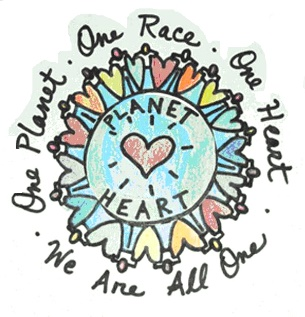 One Planet · One Race · One Heart ·
We Are All One ·
PLANET
HEART